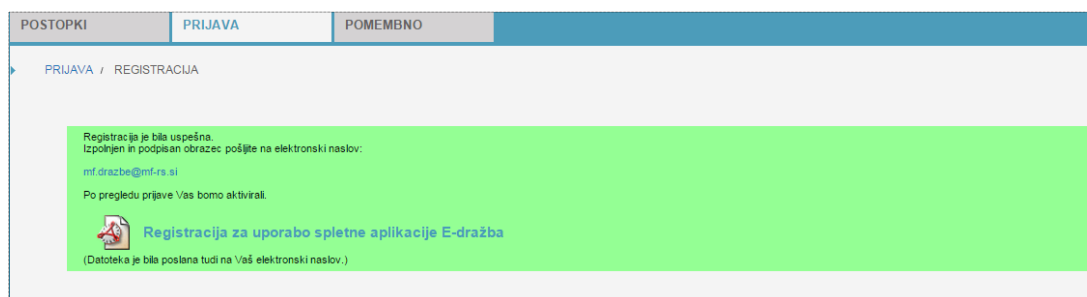 POSTOPKI PRIJAVA POMEMBNO
PRIJAVA / REGISTRACIJA
Registracija je bila uspešna.
Izpolnjen in podpisan obrazec pošljite na elektronski naslov:
mf.drazbe@mf-rs.si
Po pregledu prijave Vas bomo aktivirali.
Registracija za uporabo spletne aplikacije E-dražba
(Datoteka je bila poslana tudi na Vaš elektronski naslov.)